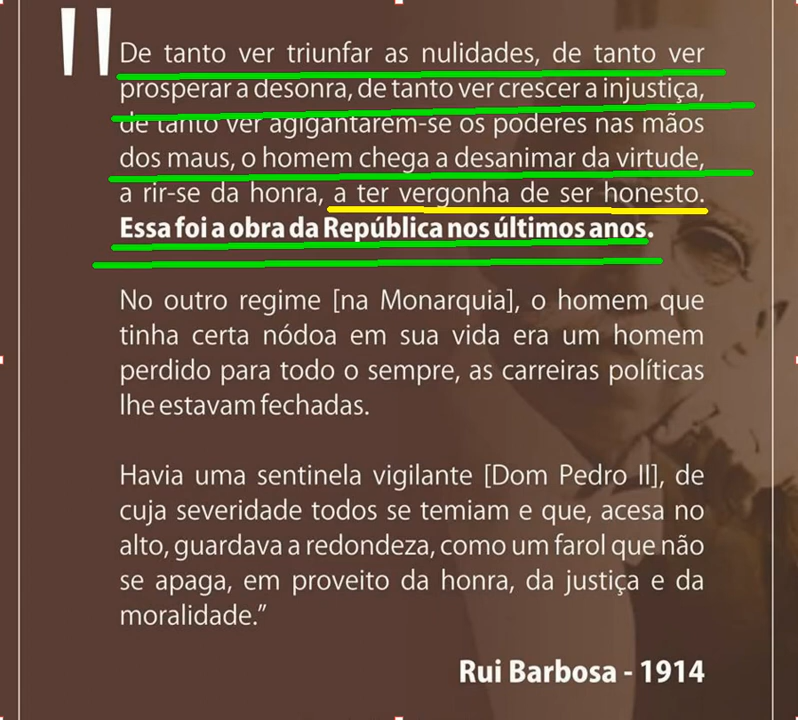 "De tanto ver triunfar as nulidades, de tanto ver
prosperar a desonra, de tanto ver crescer a injustiça,
de tanto ver agigantarem-se os poderes nas mãos
dos maus, o homem chega a desanimar da virtude,
a rir-se da honra, a ter vergonha de ser honesto.
Essa foi a obra da República nos últimos anos.
No outro regime [na Monarquia], o homem que
tinha certa nódoa em sua vida era um homem
perdido para todo o sempre, as carreiras políticas
lhe estavam fechadas.
Havia uma sentinela vigilante [Dom Pedro II], de
cuja severidade todos se temiam e que, acesa no
alto, guardava a redondeza, como um farol que não
se apaga, em proveito da honra, da justiça e da
moralidade.”
Rui Barbosa - 1914